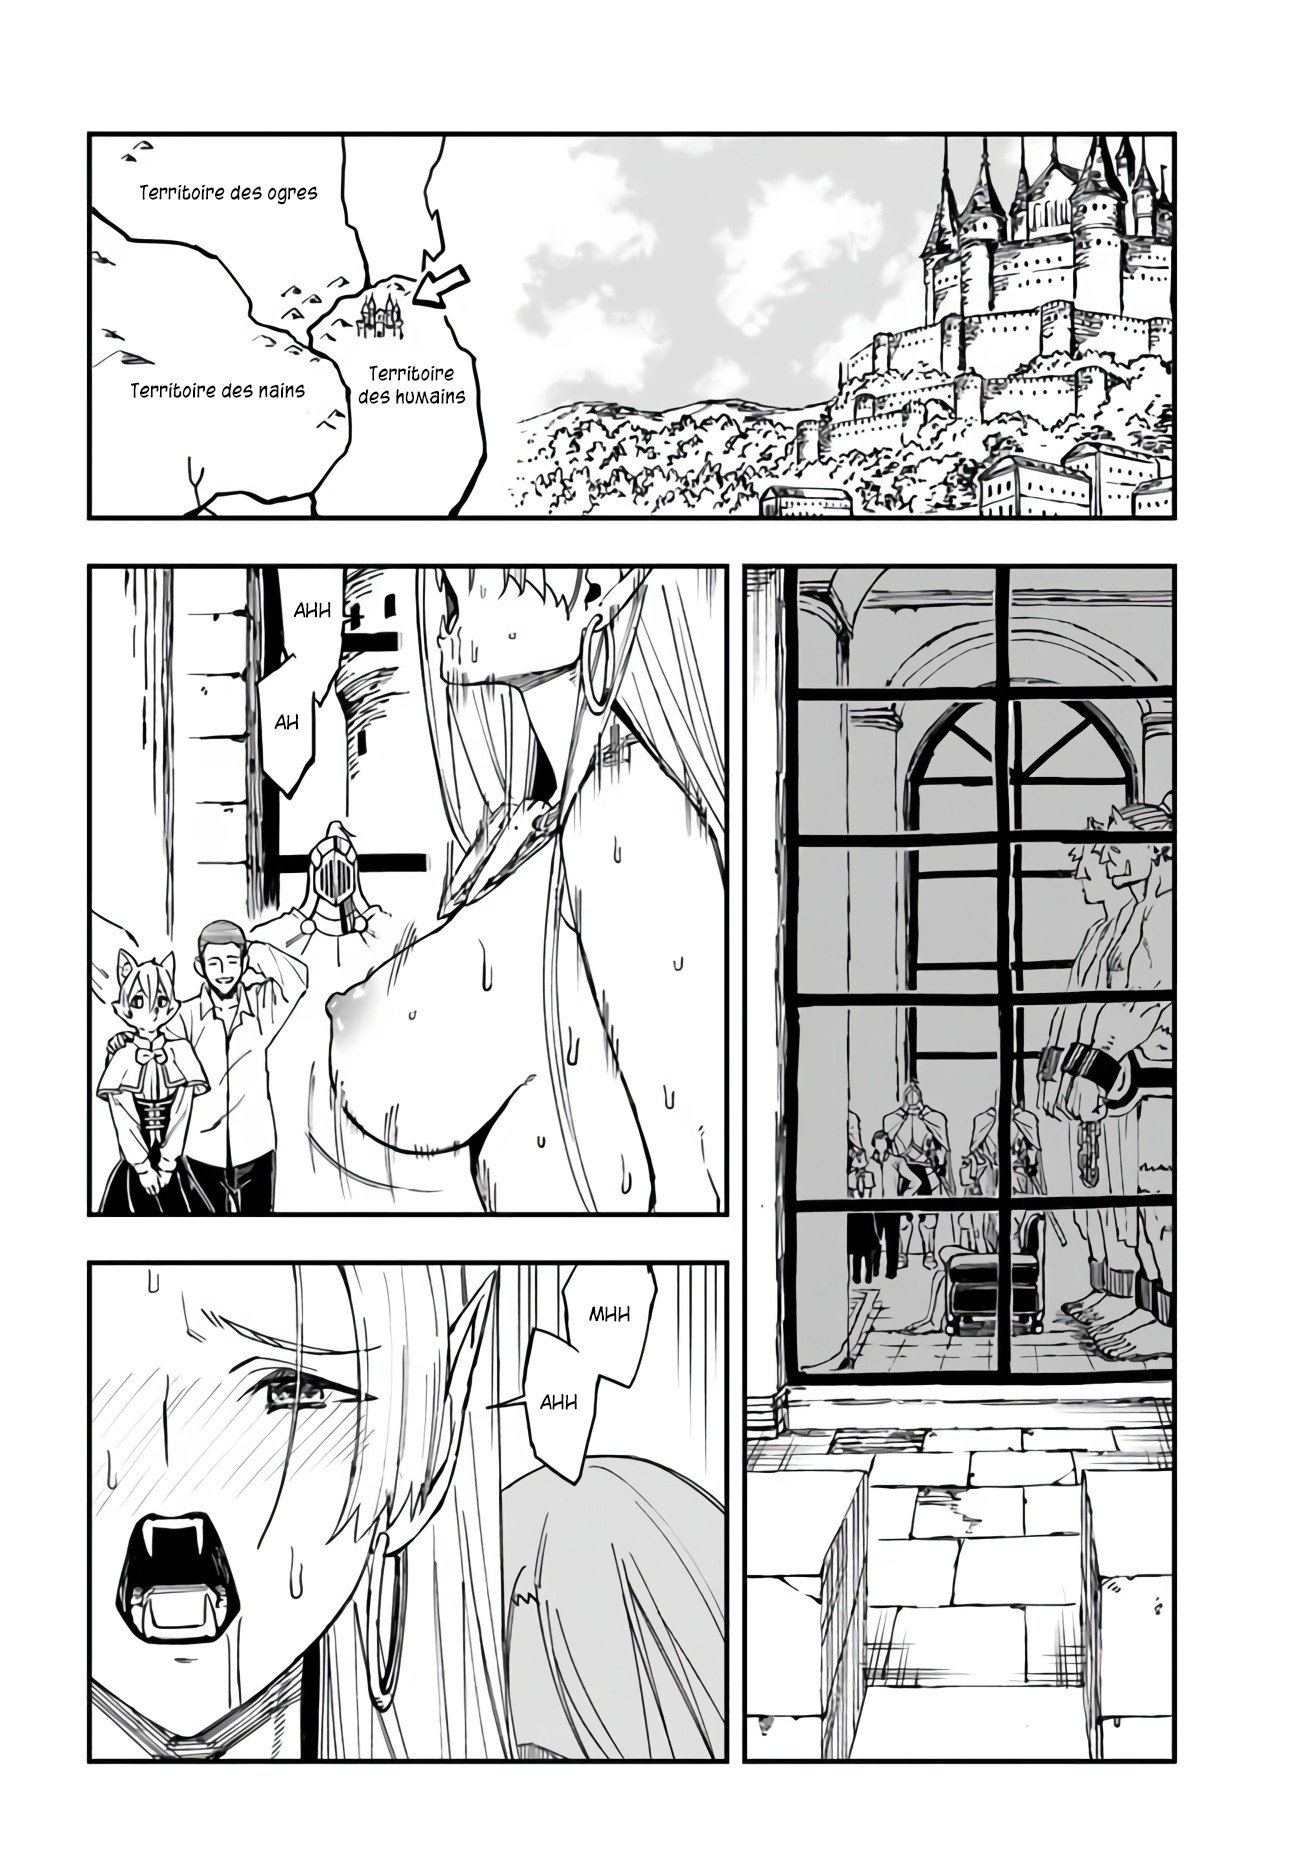 Territoire des ogres
Territoire des nains
Territoire
des humains
AHH
AH
MHH
AHH